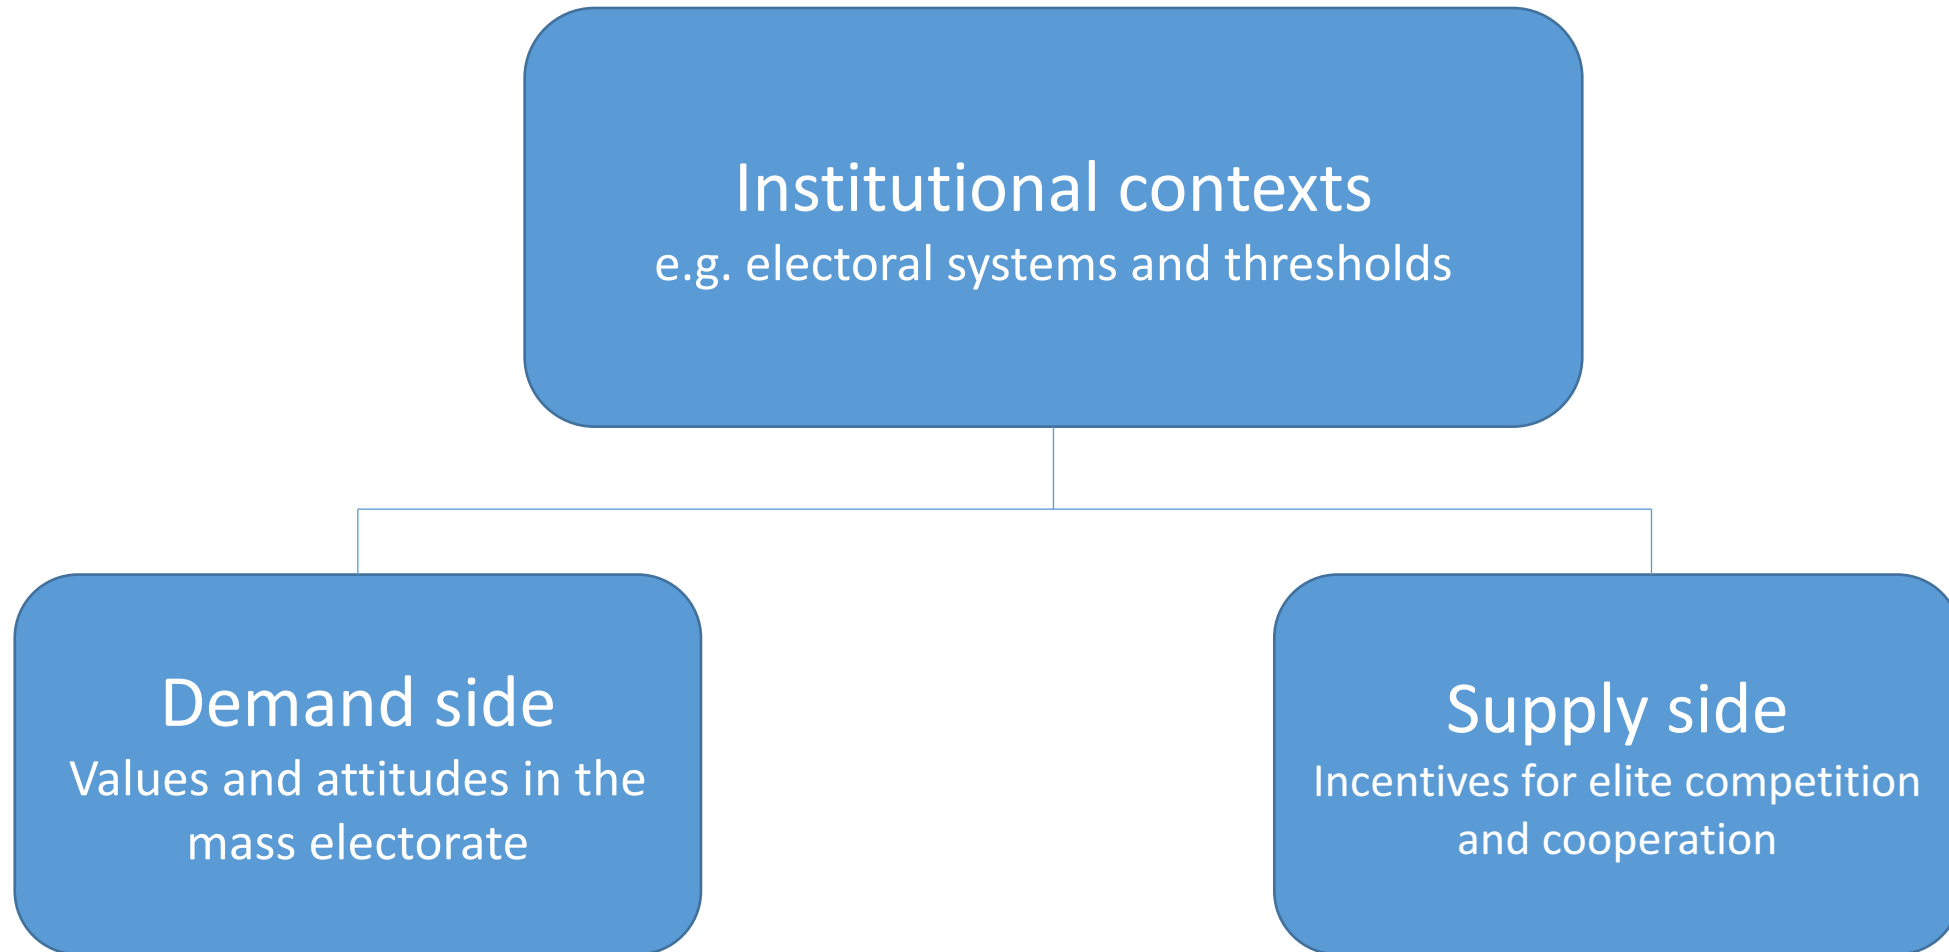 Institutional contexts
e.g. electoral systems and thresholds
Demand side
Values and attitudes in the
mass electorate
Supply side
Incentives for elite competition
and cooperation